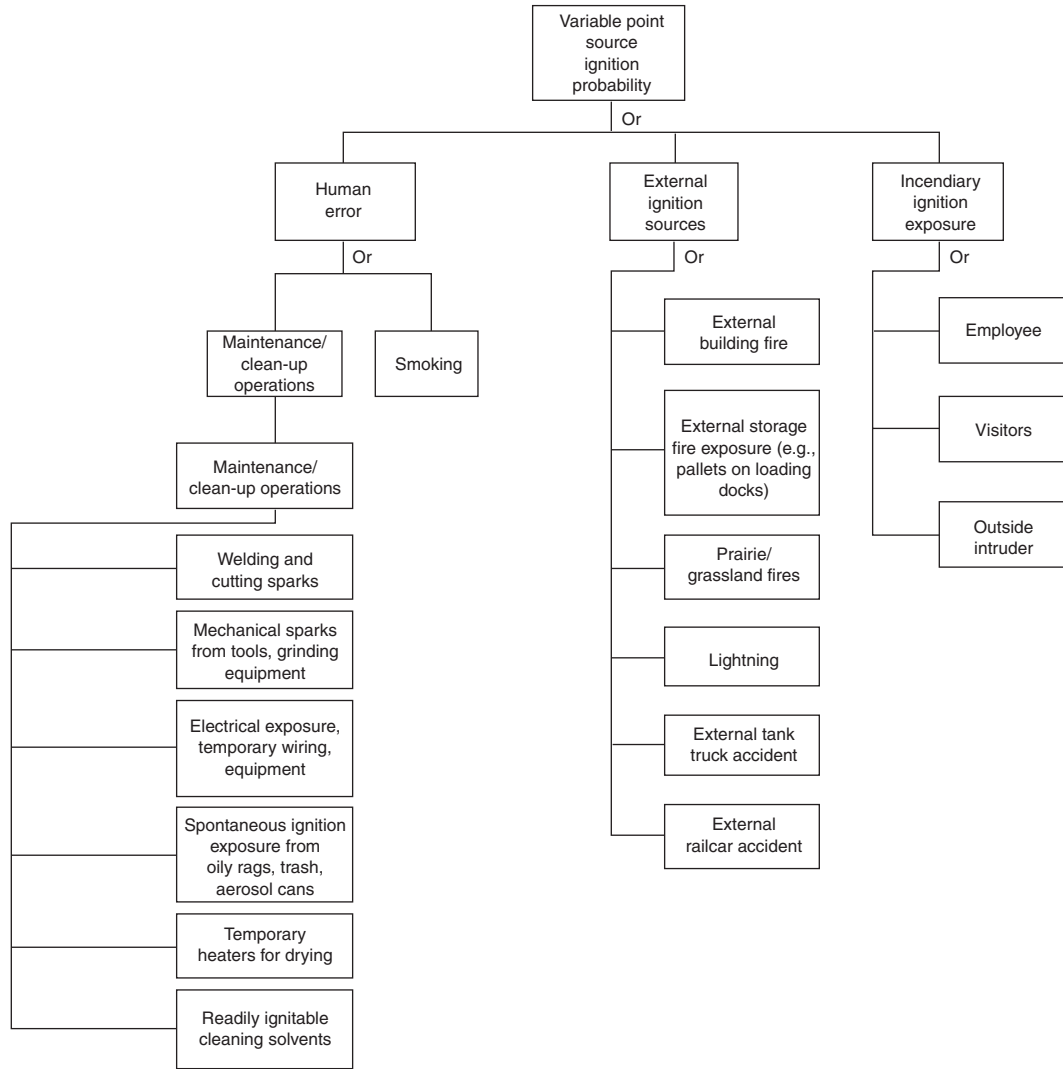 Variable point
source
ignition
probability
Or
Human
error
External
ignition
sources
Incendiary
ignition
exposure
Or
Or
Or
Maintenance/
clean-up
operations
Smoking
Maintenance/
clean-up operations
Welding and
cutting sparks
Mechanical sparks
from tools, grinding
equipment
Electrical exposure,
temporary wiring,
equipment
Spontaneous ignition
exposure from
oily rags, trash,
aerosol cans
Temporary
heaters for drying
Readily ignitable
cleaning solvents
External
building fire
External storage
fire exposure (e.g.,
pallets on loading
docks)
Prairie/
grassland fires
Lightning
External tank
truck accident
External
railcar accident
Employee
Visitors
Outside
intruder